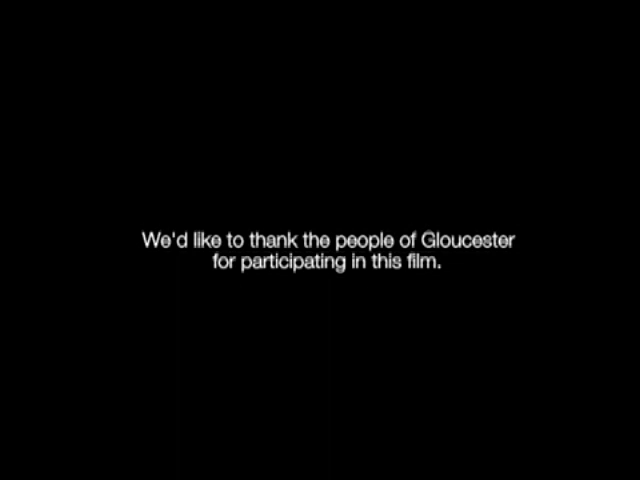 We'd like to thank the people of Gloucester
for participating in this film.